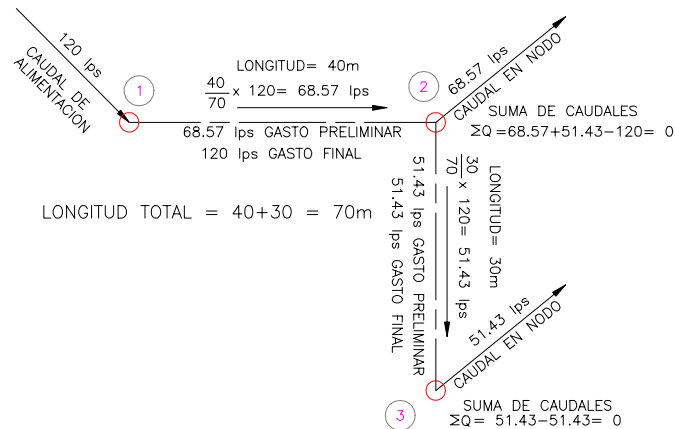 120 lps
CAUDAL DE
ALIMENTACION
1
LONGITUD= 40m
40/70 x 120= 68.57 lps
68.57 lps GASTO PRELIMINAR
120 lps GASTO FINAL
2
68.57 lps
CAUDAL EN NODO
SUMA DE CAUDALES
ΣQ =68.57+51.43-120= 0
LONGITUD TOTAL = 40+30 = 70m
LONGITUD= 30m
30/70 x 120= 51.43 lps
51.43 lps GASTO PRELIMINAR
51.43 lps GASTO FINAL
51.43 lps
CAUDAL EN NODO
3
SUMA DE CAUDALES
ΣQ= 51.43-51.43= 0